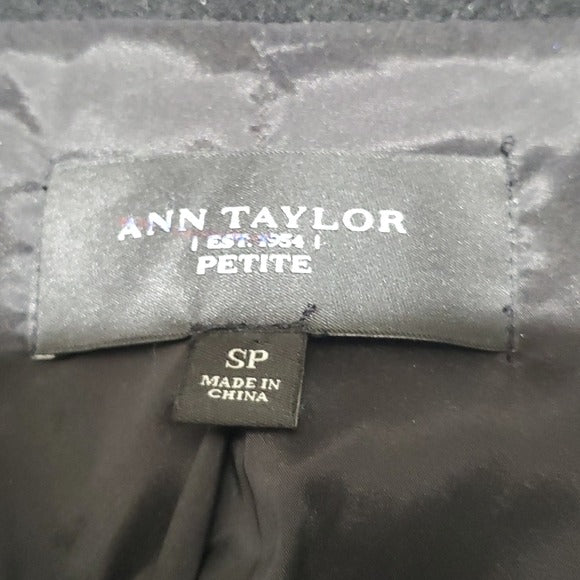 ANN TAYLOR
| EST. 1954 |
PETITE
SP
MADE IN
CHINA